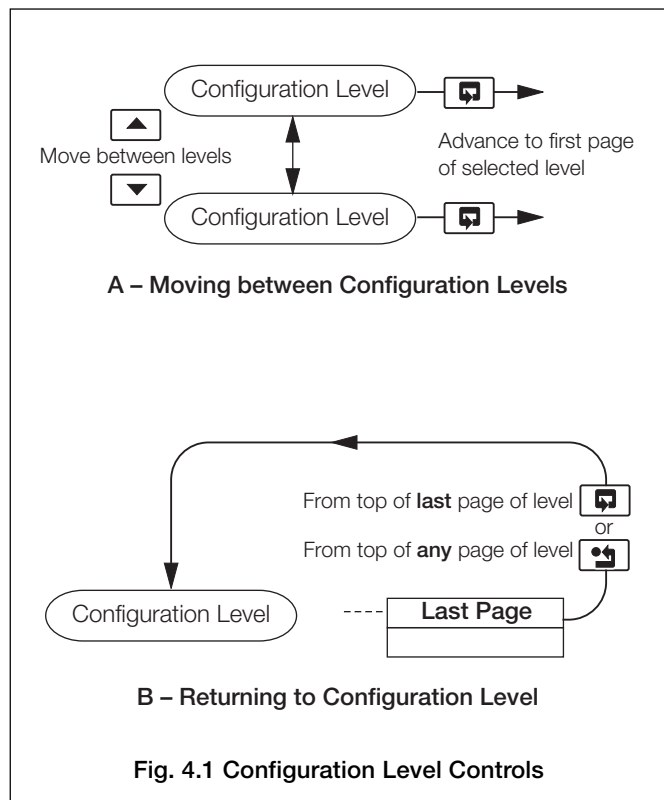 Configuration Level
Move between levels
Advance to first page
of selected level
Configuration Level
A – Moving between Configuration Levels
From top of last page of level
or
From top of any page of level
Configuration Level
Last Page
B – Returning to Configuration Level
Fig. 4.1 Configuration Level Controls